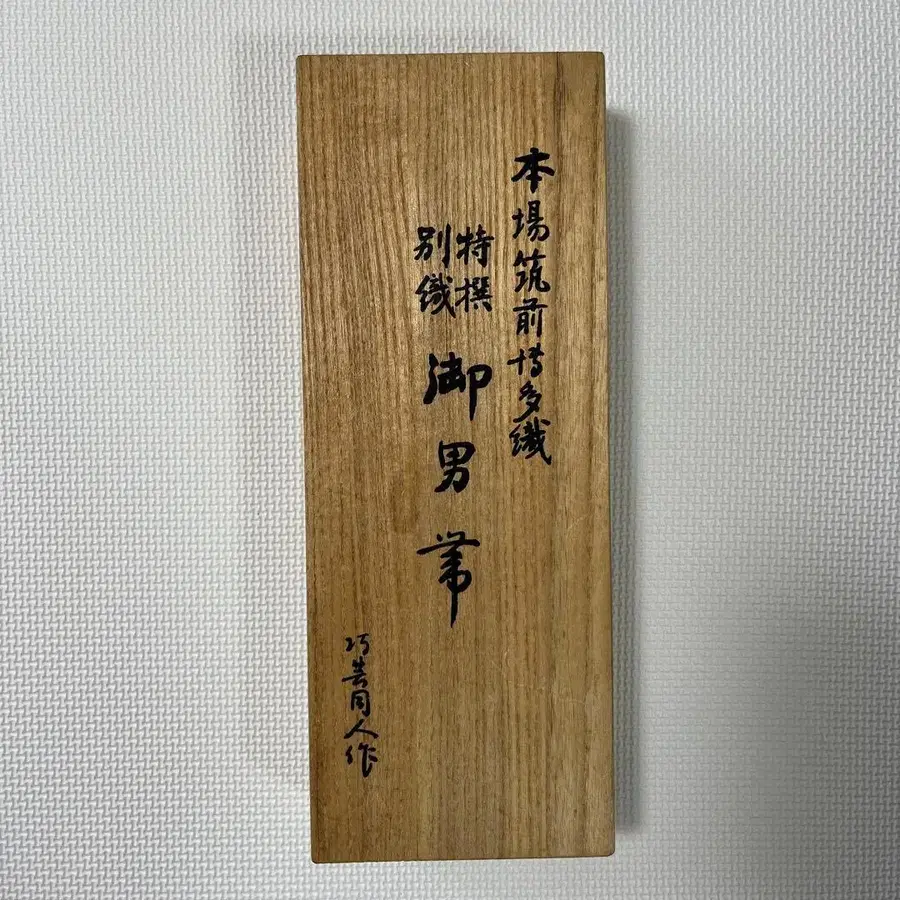 本場筑前博多織
特撰
別織
御男帯
巧芸同人作